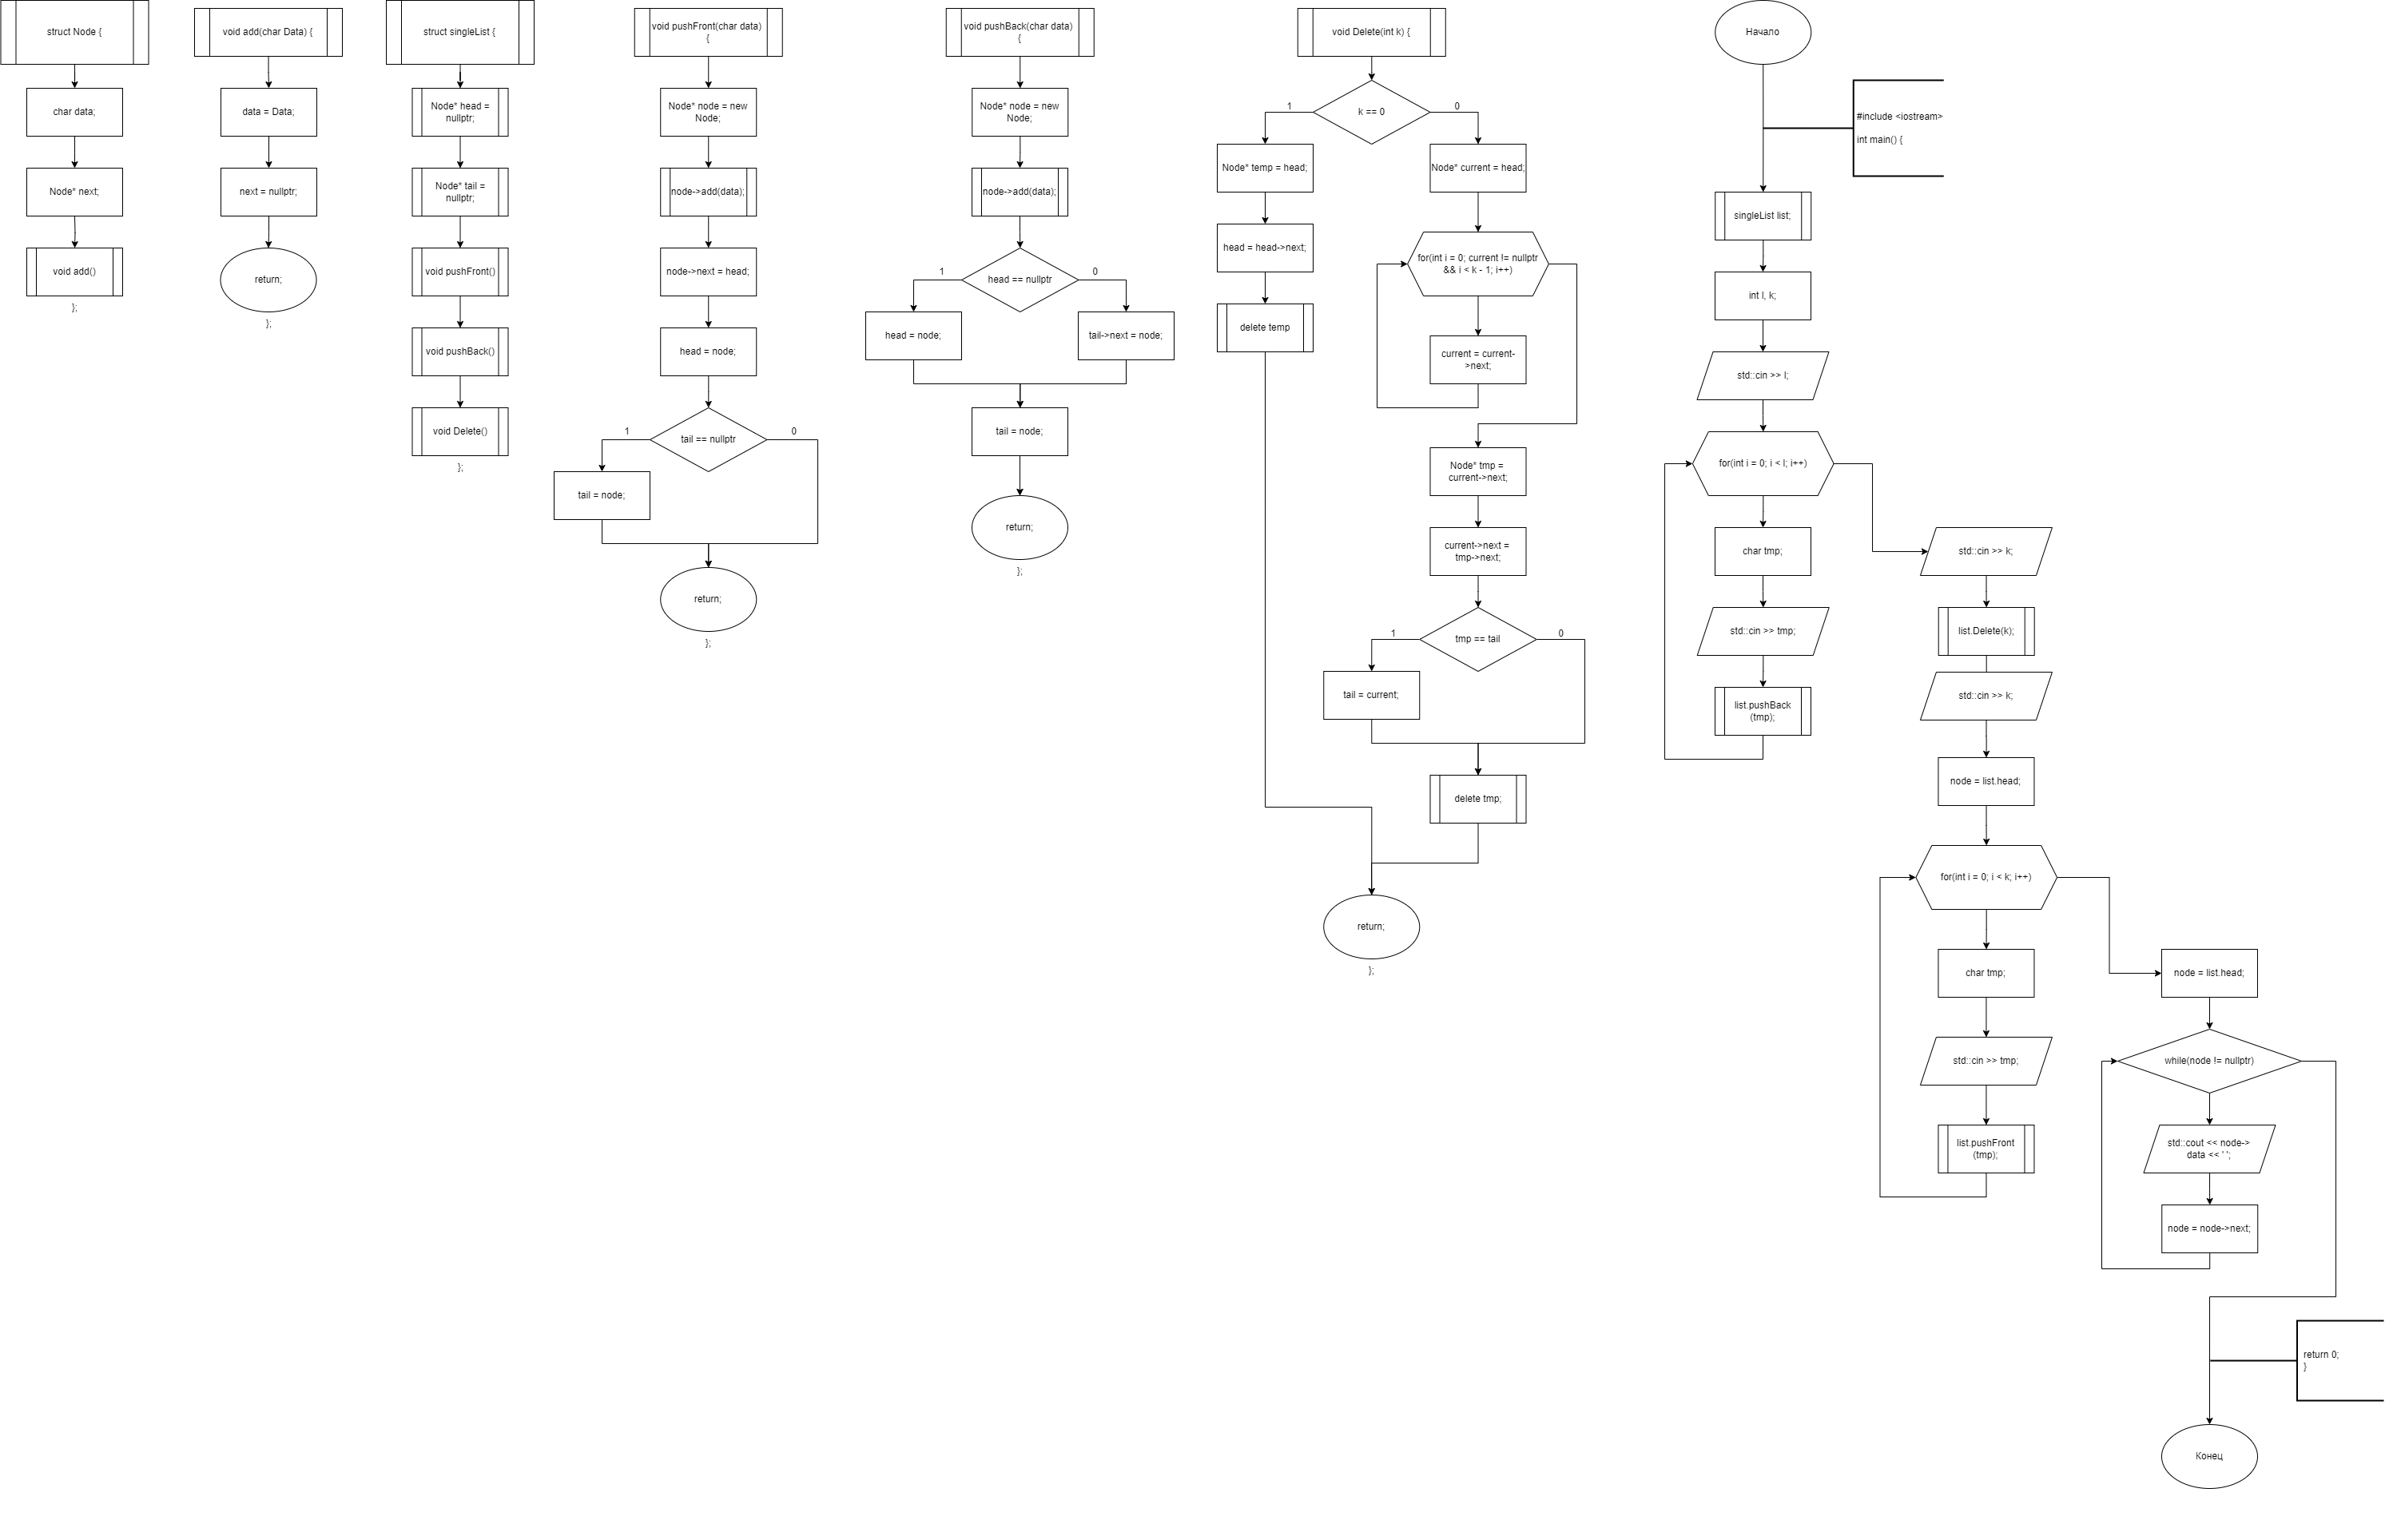 struct Node {
char data;
Node* next;
void add()
};
void add(char Data) {
data = Data;
next = nullptr;
return;
};
struct singleList {
Node* head =
nullptr;
Node* tail =
nullptr;
void pushFront()
void pushBack()
void Delete()
};
void pushFront(char data)
{
Node* node = new
Node;
node->add(data);
node->next = head;
head = node;
tail == nullptr
1
0
tail = node;
return;
};
void pushBack(char data)
{
Node* node = new
Node;
node->add(data);
head == nullptr
1
0
head = node;
tail->next = node;
tail = node;
return;
};
void Delete(int k) {
k == 0
1
0
Node* temp = head;
head = head->next;
delete temp
Node* current = head;
for(int i = 0; current != nullptr
&& i < k - 1; i++)
current = current-
>next;
Node* tmp =
current->next;
current->next =
tmp->next;
tmp == tail
1
0
tail = current;
delete tmp;
return;
};
Начало
#include <iostream>
int main() {
singleList list;
int l, k;
std::cin >> l;
for(int i = 0; i < l; i++)
char tmp;
std::cin >> tmp;
list.pushBack
(tmp);
std::cin >> k;
list.Delete(k);
std::cin >> k;
node = list.head;
for(int i = 0; i < k; i++)
char tmp;
std::cin >> tmp;
list.pushFront
(tmp);
node = list.head;
while(node != nullptr)
std::cout << node->
data << ' ';
node = node->next;
return 0;
}
Конец